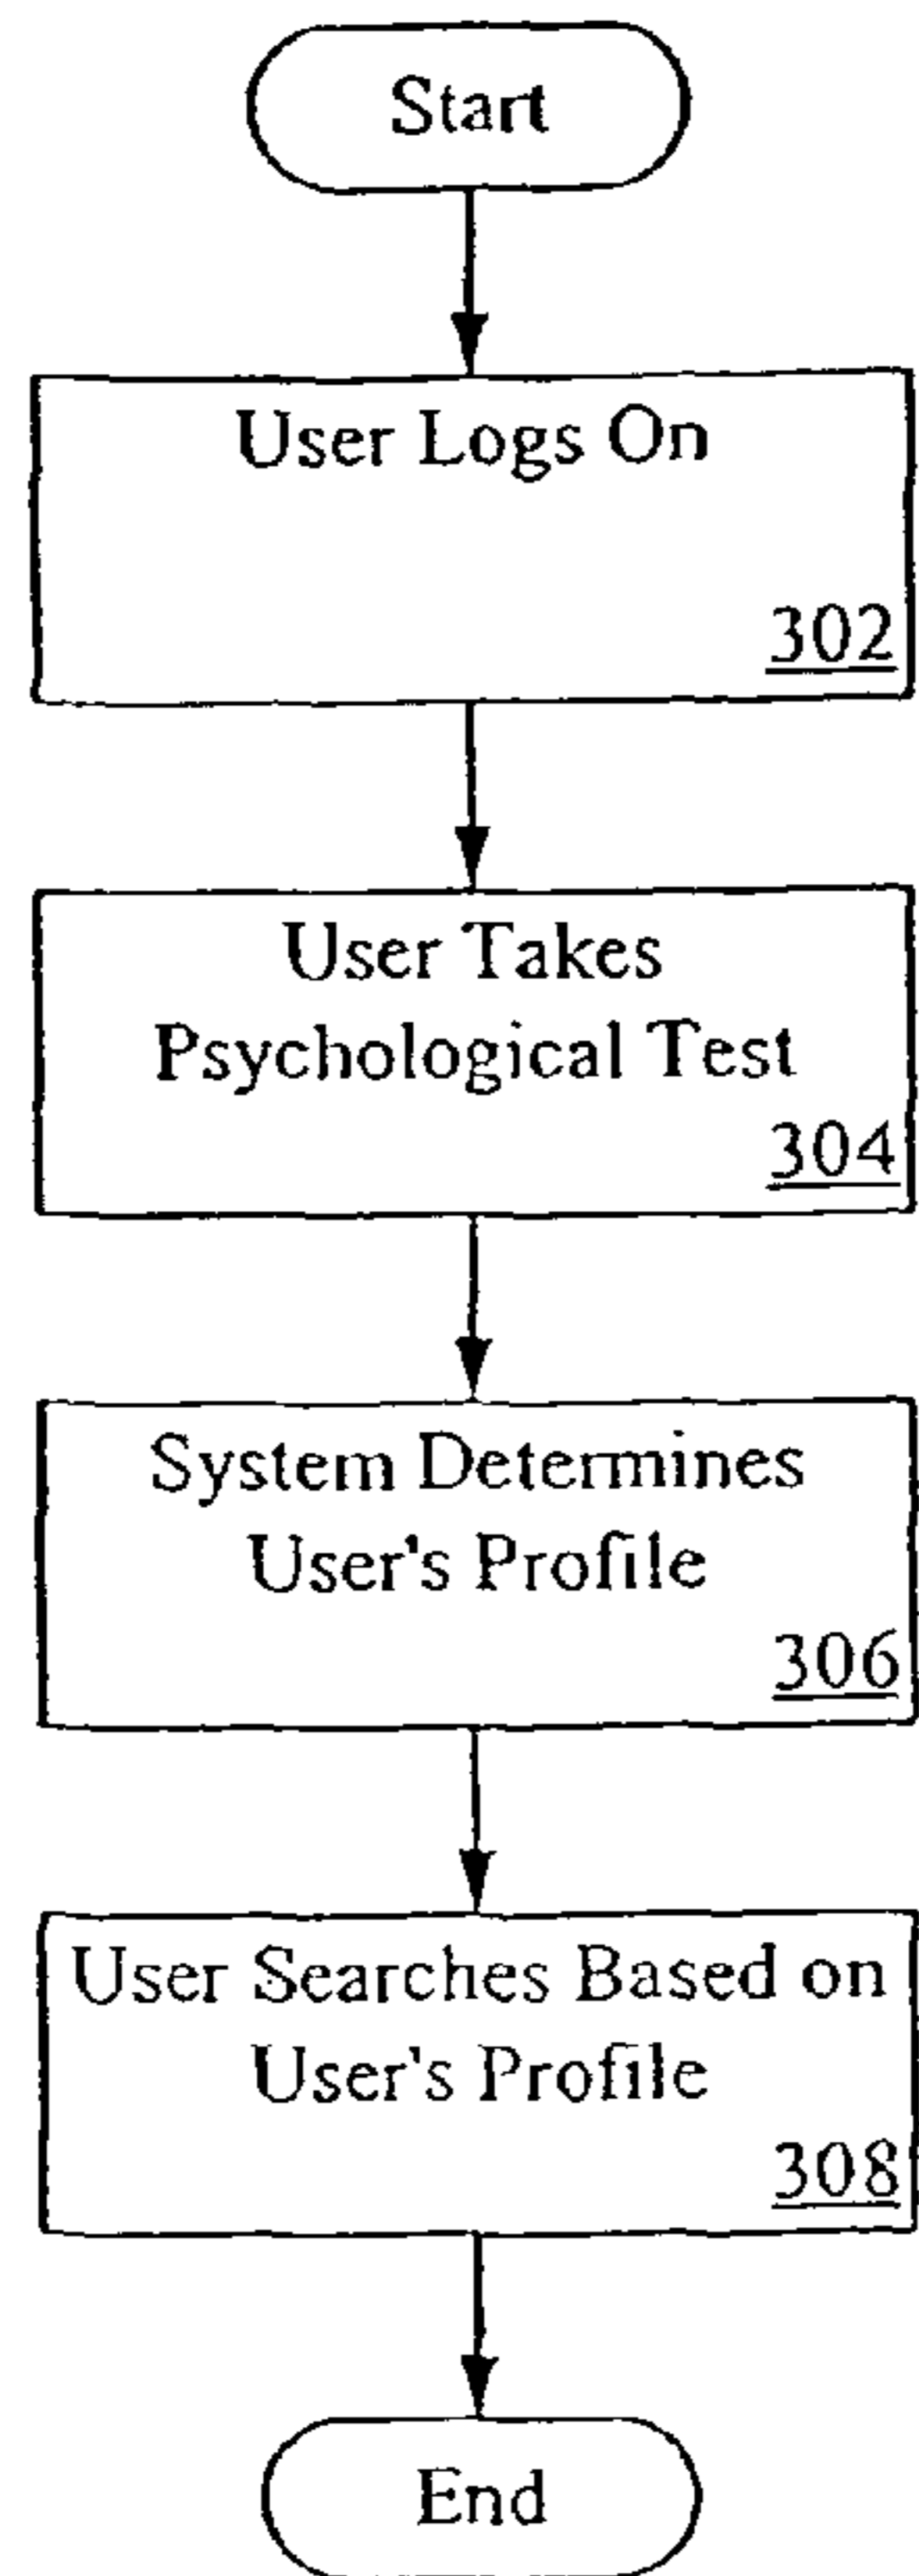 Start
User Logs On
302
User Takes
Psychological Test
304
System Determines
User's Profile
306
User Searches Based on
User's Profile
308
End